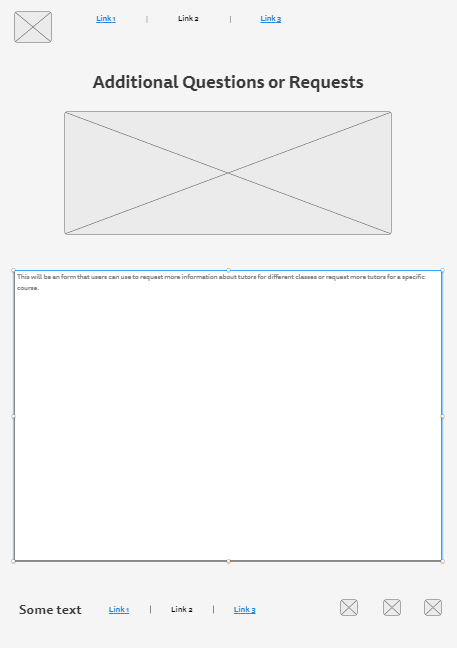 Link 1 | Link 2 | Link 3
Additional Questions or Requests
This will be an form that users can use to request more information about tutors for different classes or request more tutors for a specific
course.
Some text Link 1 | Link 2 | Link 3